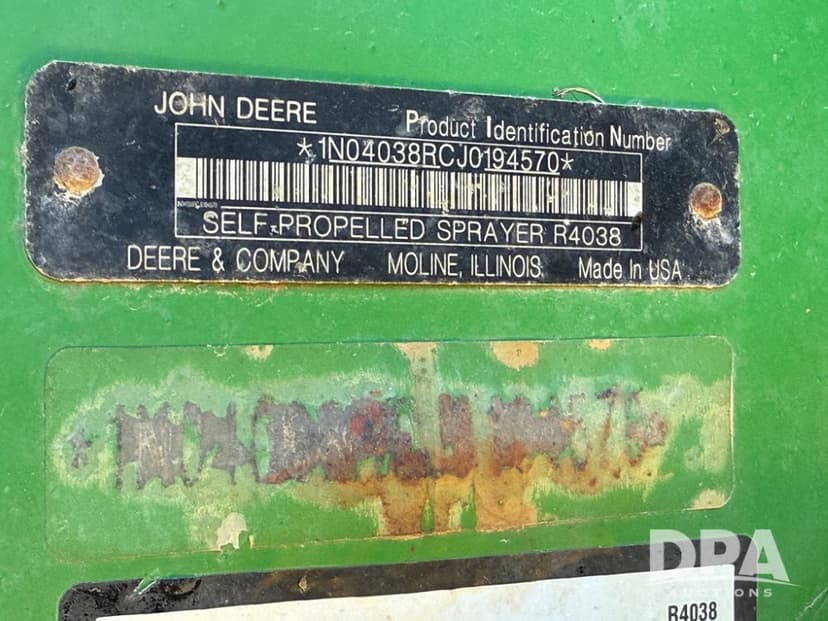 JOHN DEERE
Product Identification Number
*1N04038RCJ0194570*
SELF-PROPELLED SPRAYER R4038
DEERE & COMPANY MOLINE, ILLINOIS Made In USA
DPA
AUCTIONS
R4038